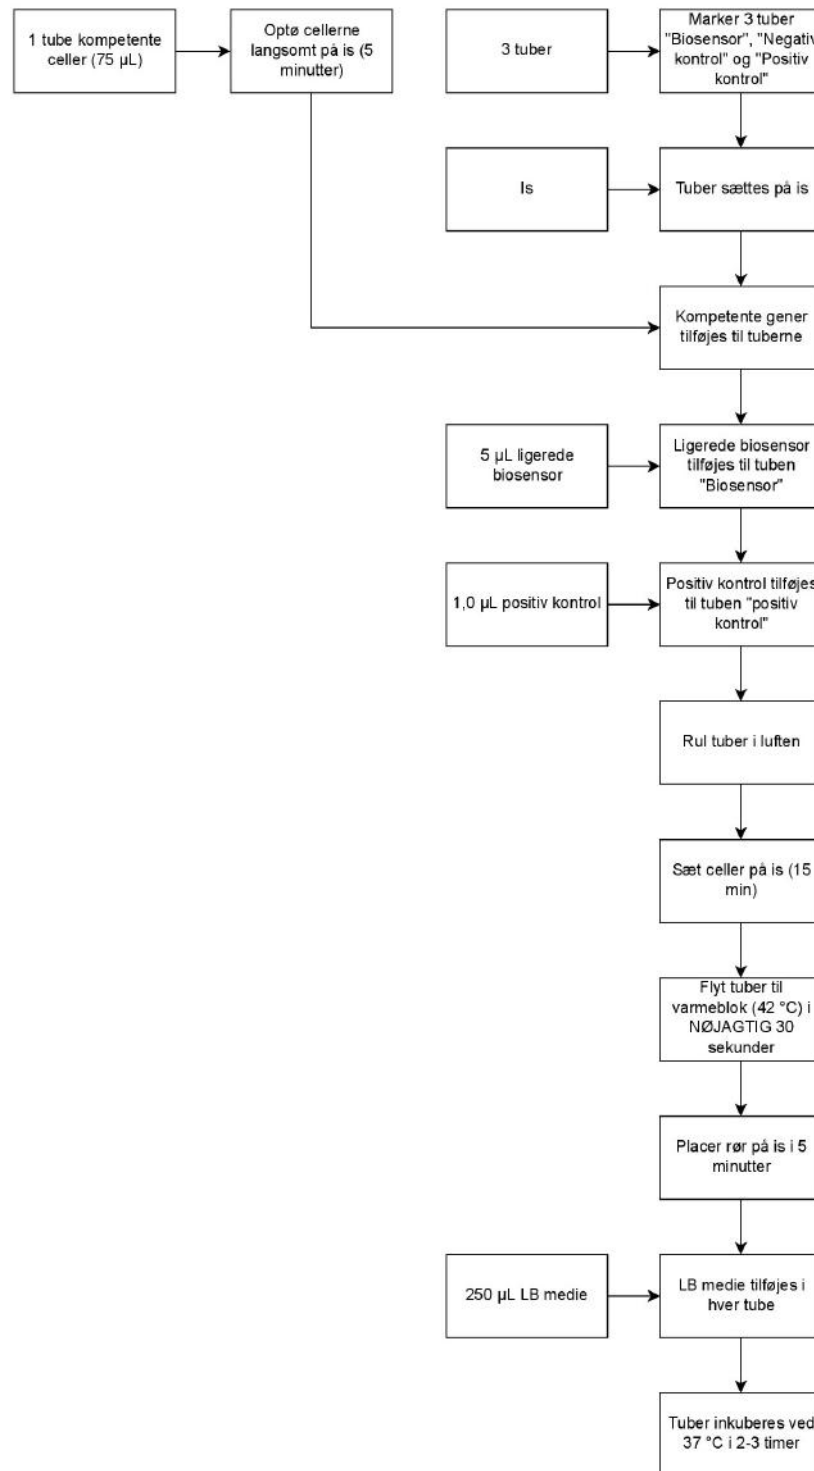 1 tube kompetente
celler (75 µL)
Optø cellerne
langsomt på is (5
minutter)
3 tuber
Marker 3 tuber
"Biosensor", "Negativ
kontrol" og "Positiv
kontrol"
Is
Tuber sættes på is
Kompetente gener
tilføjes til tuberne
5 µL ligerede
biosensor
Ligerede biosensor
tilføjes til tuben
"Biosensor"
1,0 µL positiv kontrol
Positiv kontrol tilføjes
til tuben "positiv
kontrol"
Rul tuber i luften
Sæt celler på is (15
min)
Flyt tuber til
varmeblok (42 °C) i
NØJAGTIG 30
sekunder
Placer rør på is i 5
minutter
250 µL LB medie
LB medie tilføjes i
hver tube
Tuber inkuberes ved
37 °C i 2-3 timer